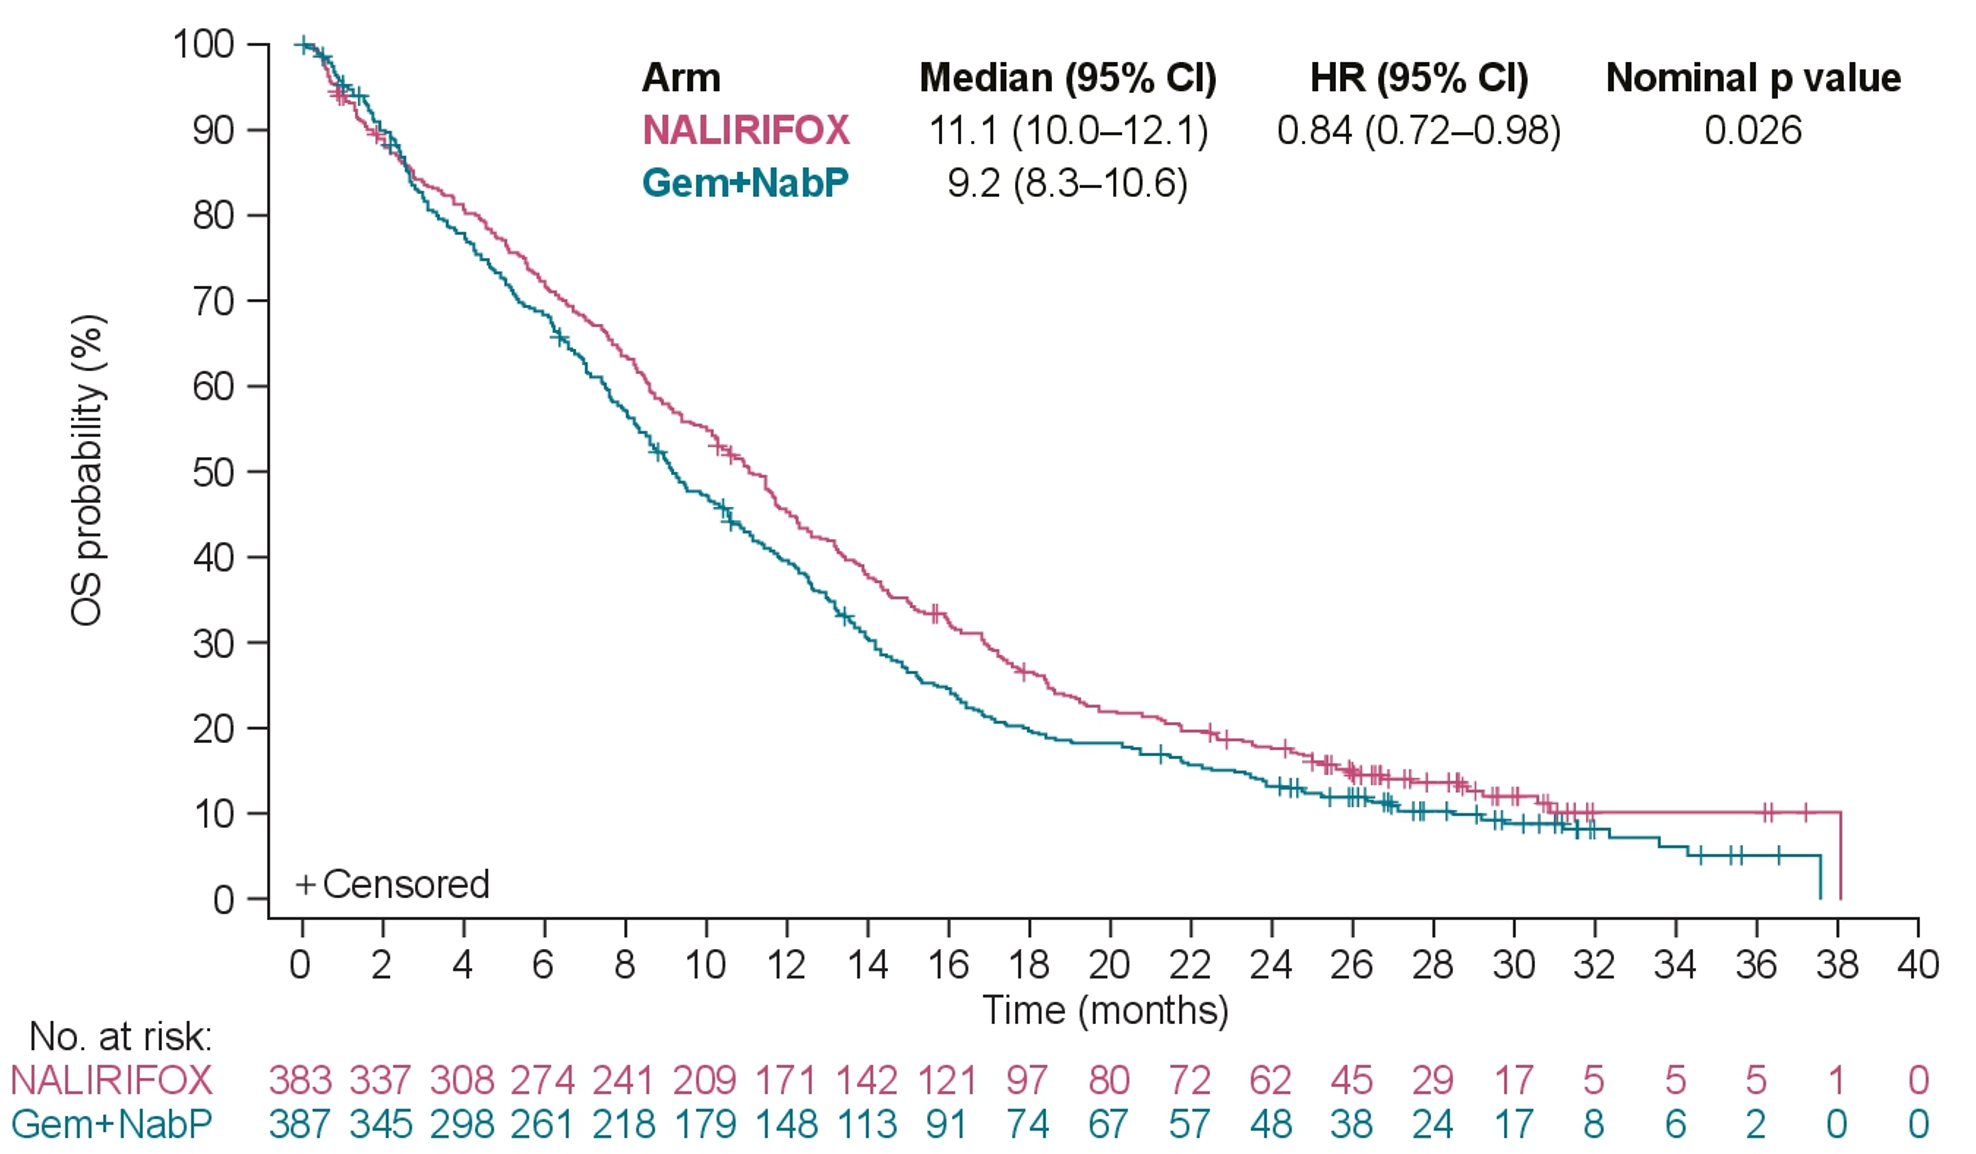 Arm Median (95% CI) HR (95% CI) Nominal p value
NALIRIFOX 11.1 (10.0–12.1) 0.84 (0.72–0.98) 0.026
Gem+NabP 9.2 (8.3–10.6)
OS probability (%)
100
90
80
70
60
50
40
30
20
10
0
+ Censored
0 2 4 6 8 10 12 14 16 18 20 22 24 26 28 30 32 34 36 38 40
Time (months)
No. at risk:
NALIRIFOX 383 337 308 274 241 209 171 142 121 97 80 72 62 45 29 17 5 5 5 1 0
Gem+NabP 387 345 298 261 218 179 148 113 91 74 67 57 48 38 24 17 8 6 2 0 0